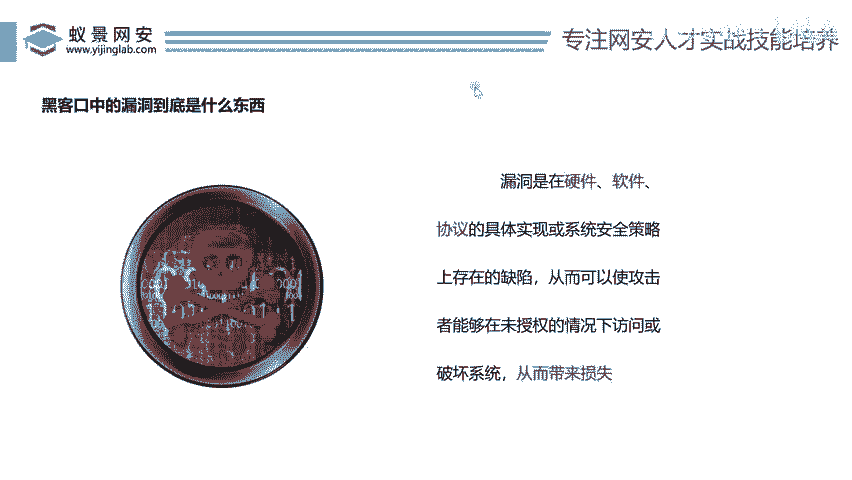 蚁景网安
www.yijinglab.com
专注网安人才实战技能培养
黑客口中的漏洞到底是什么东西
漏洞是在硬件、软件、
协议的具体实现或系统安全策略
上存在的缺陷，从而可以使攻击
者能够在未授权的情况下访问或
破坏系统，从而带来损失